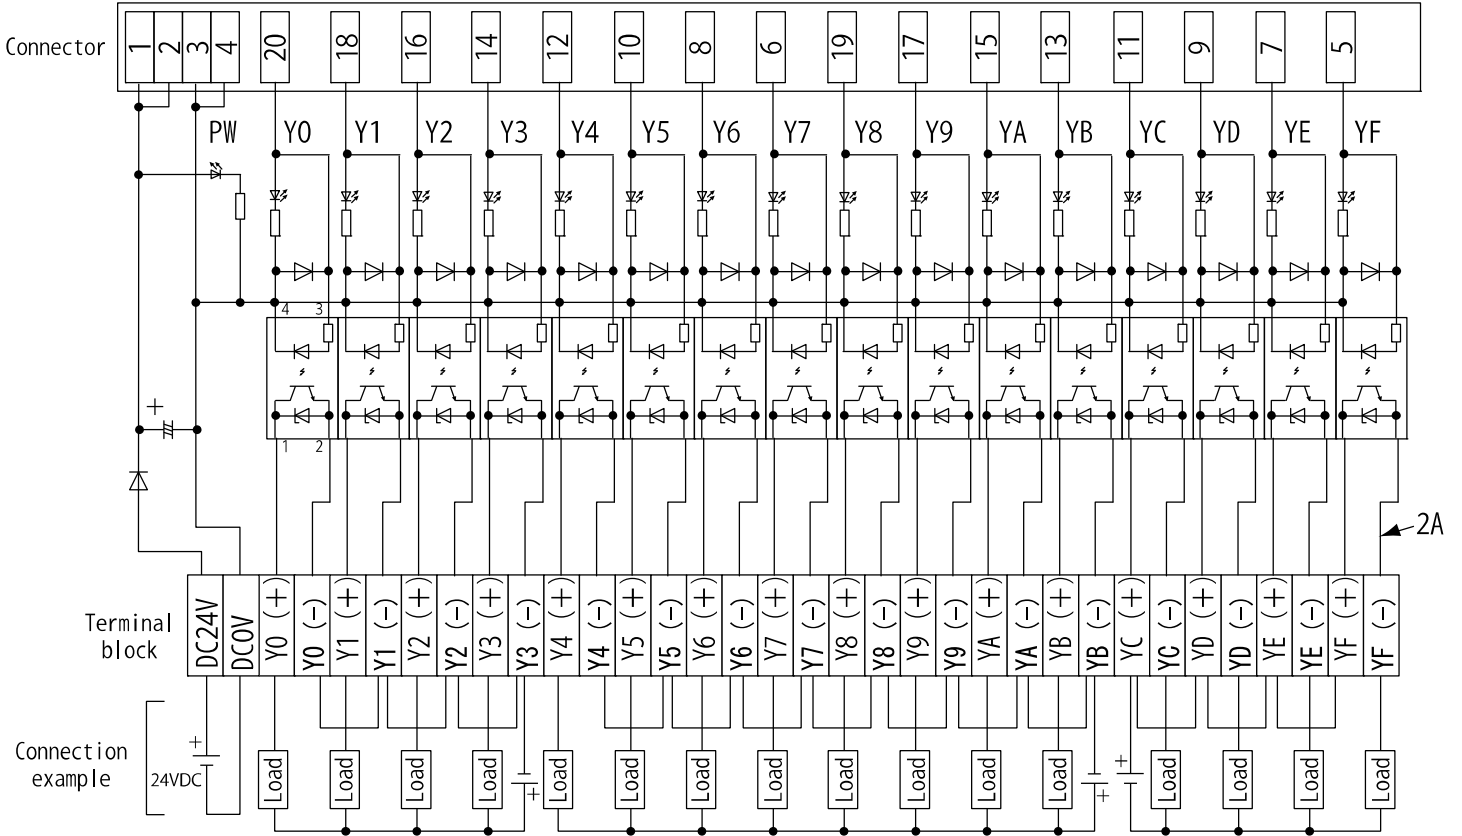 Connector
1 2 3 4 20 18 16 14 12 10 8 6 19 17 15 13 11 9 7 5
PW Y0 Y1 Y2 Y3 Y4 Y5 Y6 Y7 Y8 Y9 YA YB YC YD YE YF
4 3
+
1 2
2A
Terminal
block
DC24V DC0V Y0 (+) Y0 (-) Y1 (+) Y1 (-) Y2 (+) Y2 (-) Y3 (+) Y3 (-) Y4 (+) Y4 (-) Y5 (+) Y5 (-) Y6 (+) Y6 (-) Y7 (+) Y7 (-) Y8 (+) Y8 (-) Y9 (+) Y9 (-) YA (+) YA (-) YB (+) YB (-) YC (+) YC (-) YD (+) YD (-) YE (+) YE (-) YF (+) YF (-)
Connection
example
+
24VDC
Load Load Load Load + Load Load Load Load Load Load Load Load + + Load Load Load Load